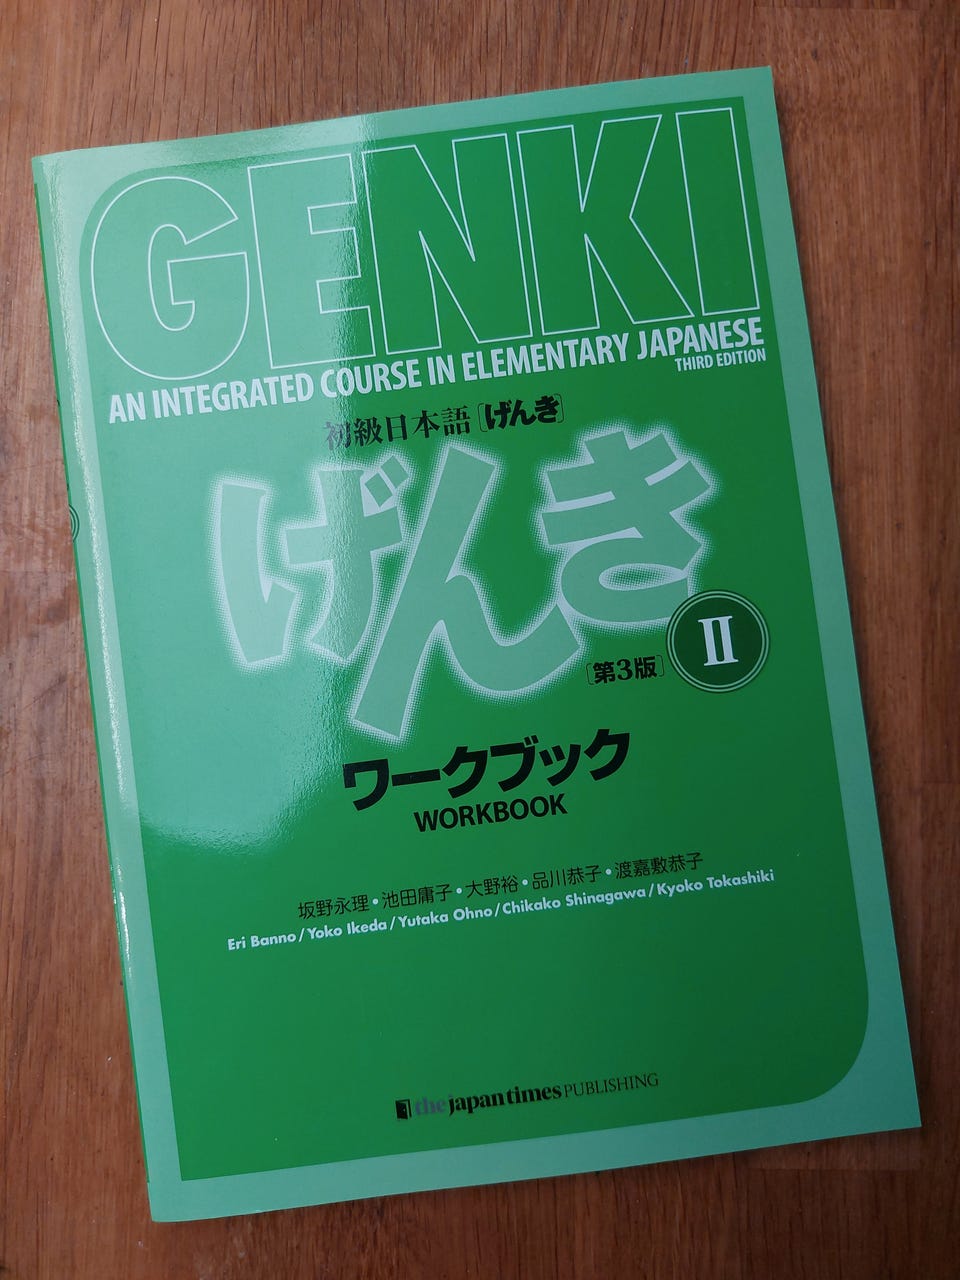 GENKI
AN INTEGRATED COURSE IN ELEMENTARY JAPANESE
THIRD EDITION
初級日本語[げんき]
げんき
II
[第3版]
ワークブック
WORKBOOK
坂野永理・池田庸子・大野裕・品川恭子・渡嘉敷恭子
Eri Banno/Yoko Ikeda/Yutaka Ohno/Chikako Shinagawa/Kyoko Tokashiki
the japan times PUBLISHING